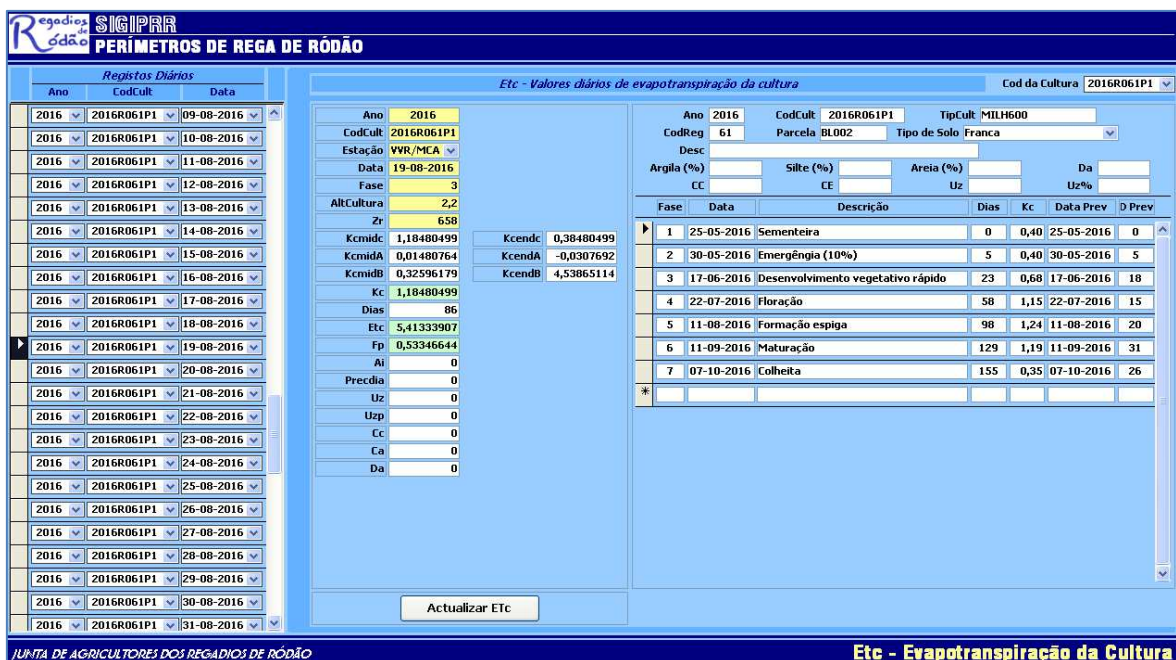 Regadios de Ródão
SIGIPRR
PERÍMETROS DE REGA DE RÓDÃO
Registos Diários
Ano CodCult Data
2016 2016R061P1 09-08-2016
2016 2016R061P1 10-08-2016
2016 2016R061P1 11-08-2016
2016 2016R061P1 12-08-2016
2016 2016R061P1 13-08-2016
2016 2016R061P1 14-08-2016
2016 2016R061P1 15-08-2016
2016 2016R061P1 16-08-2016
2016 2016R061P1 17-08-2016
2016 2016R061P1 18-08-2016
2016 2016R061P1 19-08-2016
2016 2016R061P1 20-08-2016
2016 2016R061P1 21-08-2016
2016 2016R061P1 22-08-2016
2016 2016R061P1 23-08-2016
2016 2016R061P1 24-08-2016
2016 2016R061P1 25-08-2016
2016 2016R061P1 26-08-2016
2016 2016R061P1 27-08-2016
2016 2016R061P1 28-08-2016
2016 2016R061P1 29-08-2016
2016 2016R061P1 30-08-2016
2016 2016R061P1 31-08-2016
Etc - Valores diários de evapotranspiração da cultura
Cod da Cultura 2016R061P1
Ano 2016
CodCult 2016R061P1
Estação VVR/MCA
Data 19-08-2016
Fase 3
AltCultura 2,2
Zr 658
Kcmidc 1,18480499 Kcendc 0,38480499
KcmidA 0,01480764 KcendA -0,0307692
KcmidB 0,32596179 KcendB 4,53865114
Kc 1,18480499
Dias 86
Etc 5,41333907
Fp 0,53346644
Ai 0
Precdia 0
Uz 0
Uzp 0
Cc 0
Ca 0
Da 0
Actualizar ETc
Ano 2016 CodCult 2016R061P1 TipCult MILH600
CodReg 61 Parcela BL002 Tipo de Solo Franca
Desc
Argila (%) Silte (%) Areia (%) Da
CC CE Uz Uz%
Fase Data Descrição Dias Kc Data Prev D Prev
1 25-05-2016 Sementeira 0 0,40 25-05-2016 0
2 30-05-2016 Emergêngia (10%) 5 0,40 30-05-2016 5
3 17-06-2016 Desenvolvimento vegetativo rápido 23 0,68 17-06-2016 18
4 22-07-2016 Floração 58 1,15 22-07-2016 15
5 11-08-2016 Formação espiga 98 1,24 11-08-2016 20
6 11-09-2016 Maturação 129 1,19 11-09-2016 31
7 07-10-2016 Colheita 155 0,35 07-10-2016 26
JUNTA DE AGRICULTORES DOS REGADIOS DE RÓDÃO
Etc - Evapotranspiração da Cultura